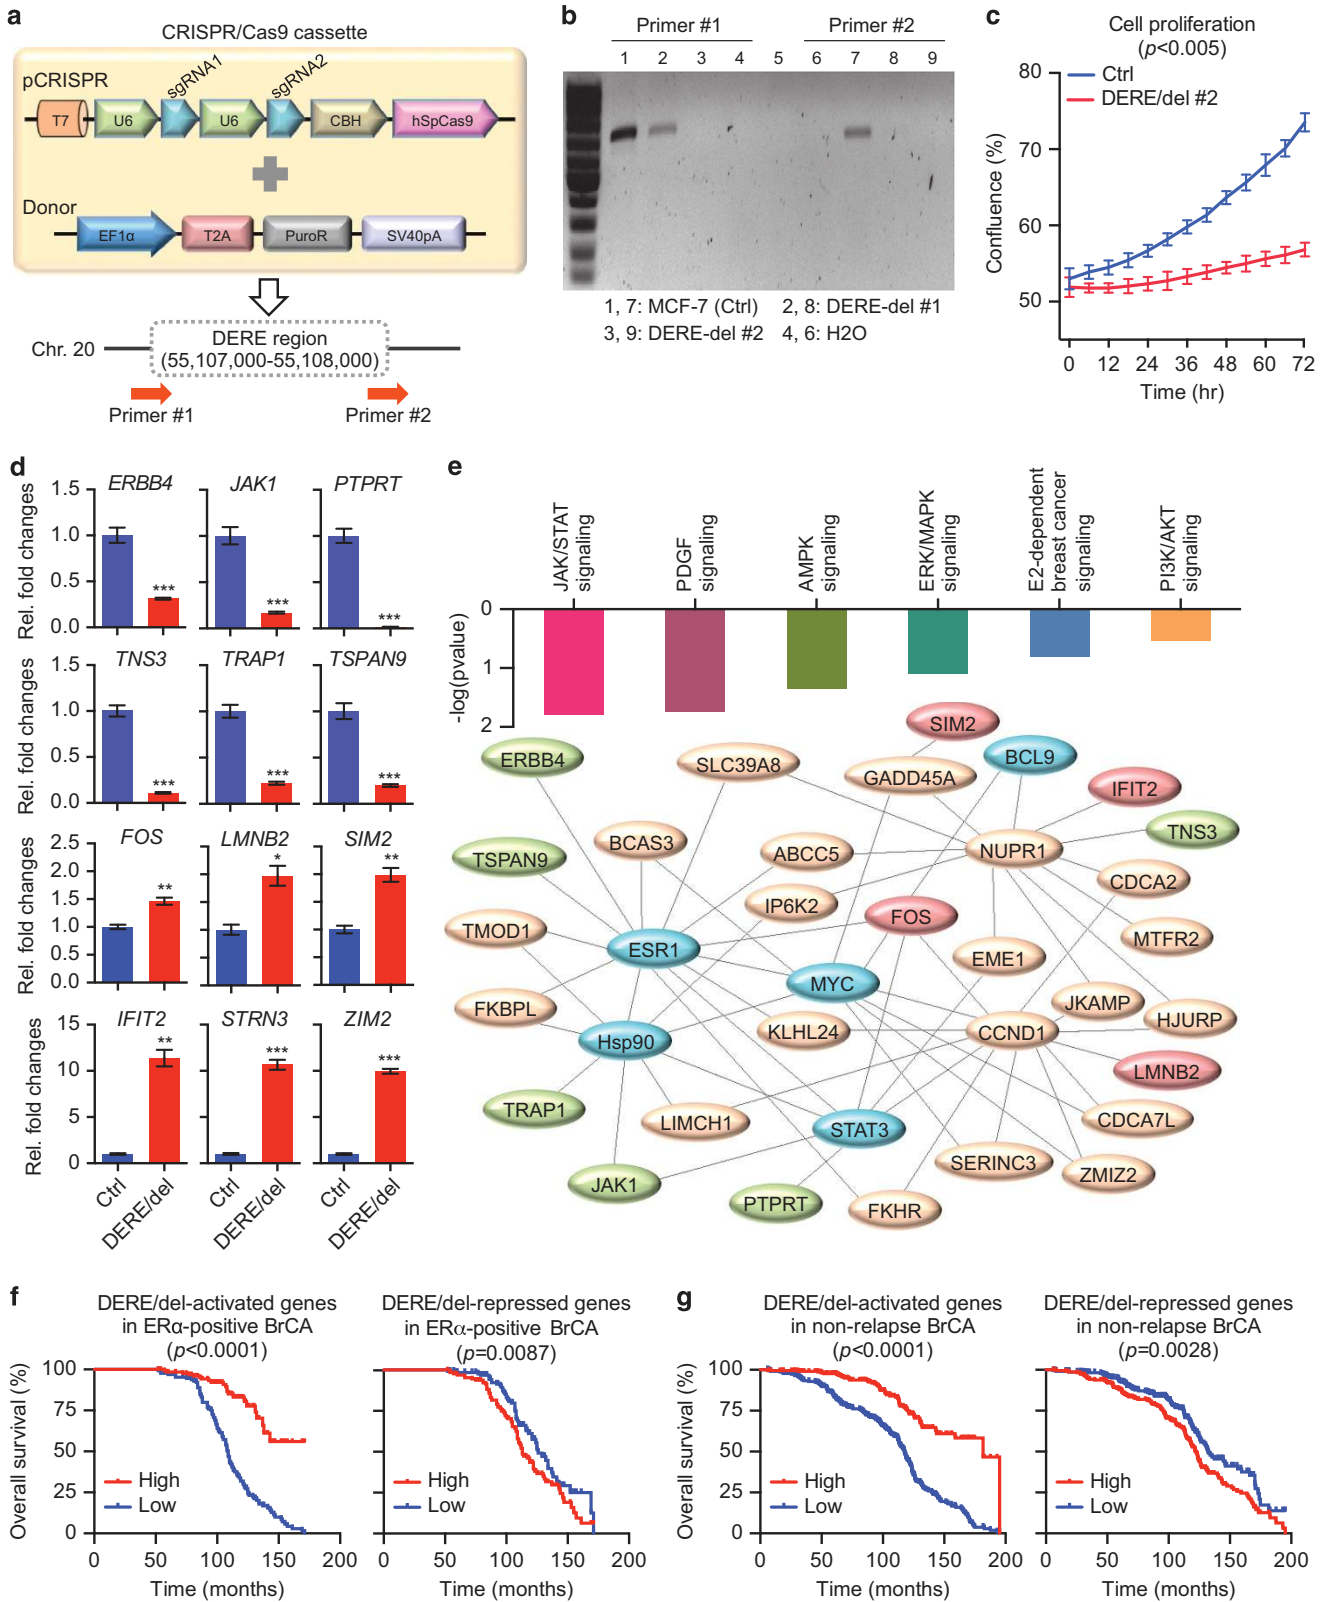 a
CRISPR/Cas9 cassette
pCRISPR
sgRNA1
sgRNA2
T7
U6
U6
CBH
hSpCas9
Donor
EF1α
T2A
PuroR
SV40pA
Chr. 20
DERE region
(55,107,000-55,108,000)
Primer #1
Primer #2
b
Primer #1
Primer #2
1 2 3 4 5 6 7 8 9
1, 7: MCF-7 (Ctrl) 2, 8: DERE-del #1
3, 9: DERE-del #2 4, 6: H2O
c
Cell proliferation
(p<0.005)
Ctrl
DERE/del #2
Confluence (%)
80
70
60
50
0 12 24 36 48 60 72
Time (hr)
d
ERBB4
JAK1
PTPRT
Rel. fold changes
1.5
1.0
0.5
0.0
***
***
***
TNS3
TRAP1
TSPAN9
Rel. fold changes
1.5
1.0
0.5
0.0
***
***
***
FOS
LMNB2
SIM2
Rel. fold changes
2.5
2.0
1.5
1.0
0.5
0.0
**
*
**
IFIT2
STRN3
ZIM2
Rel. fold changes
15
10
5
0
**
***
***
Ctrl
DERE/del
Ctrl
DERE/del
Ctrl
DERE/del
e
JAK/STAT
signaling
PDGF
signaling
AMPK
signaling
ERK/MAPK
signaling
E2-dependent
breast cancer
signaling
PI3K/AKT
signaling
-log(pvalue)
0
1
2
SIM2
ERBB4
SLC39A8
GADD45A
BCL9
IFIT2
TNS3
BCAS3
TSPAN9
ABCC5
NUPR1
CDCA2
IP6K2
FOS
TMOD1
MTFR2
ESR1
EME1
MYC
FKBPL
JKAMP
HJURP
KLHL24
CCND1
Hsp90
LMNB2
TRAP1
LIMCH1
STAT3
CDCA7L
SERINC3
ZMIZ2
JAK1
PTPRT
FKHR
f
DERE/del-activated genes
in ERα-positive BrCA
(p<0.0001)
Overall survival (%)
100
75
50
25
0
High
Low
0 50 100 150 200
Time (months)
DERE/del-repressed genes
in ERα-positive BrCA
(p=0.0087)
High
Low
0 50 100 150 200
Time (months)
g
DERE/del-activated genes
in non-relapse BrCA
(p<0.0001)
Overall survival (%)
100
75
50
25
0
High
Low
0 50 100 150 200
Time (months)
DERE/del-repressed genes
in non-relapse BrCA
(p=0.0028)
High
Low
0 50 100 150 200
Time (months)